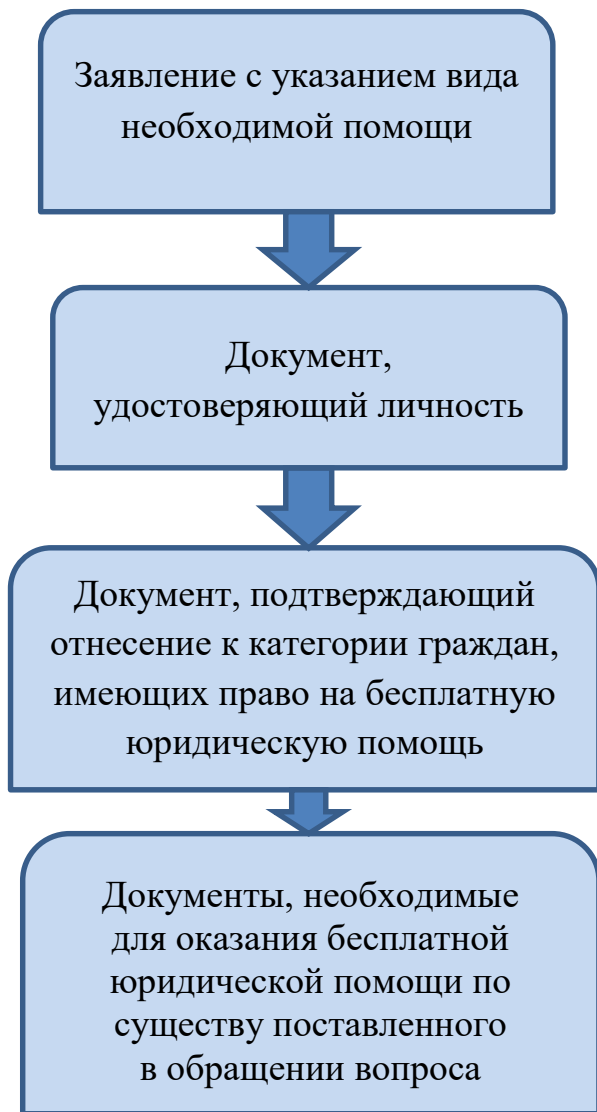 Заявление с указанием вида
необходимой помощи
Документ,
удостоверяющий личность
Документ, подтверждающий
отнесение к категории граждан,
имеющих право на бесплатную
юридическую помощь
Документы, необходимые
для оказания бесплатной
юридической помощи по
существу поставленного
в обращении вопроса